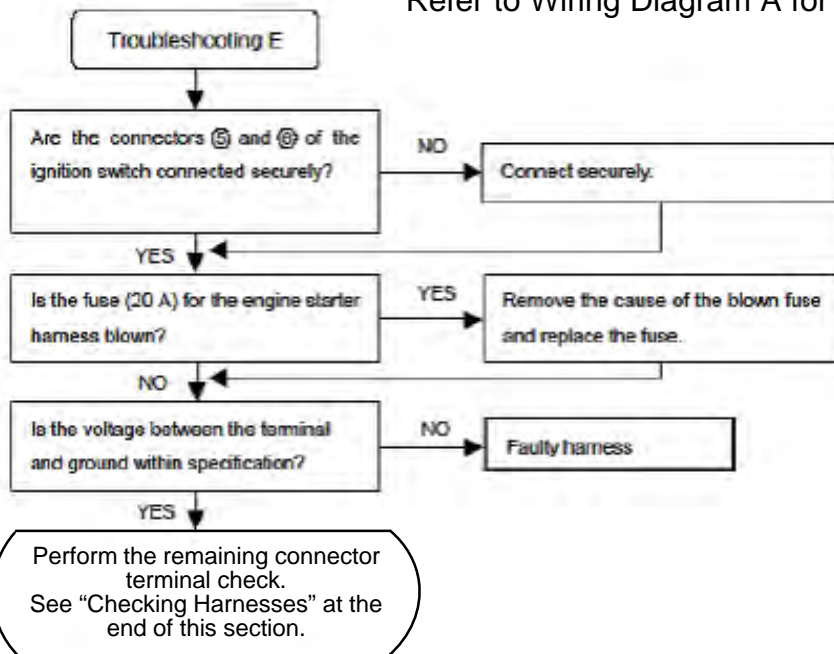 Refer to Wiring Diagram A for
Troubleshooting E
Are the connectors ⑤ and ⑥ of the
ignition switch connected securely?
NO
Connect securely.
YES
Is the fuse (20 A) for the engine starter
harness blown?
YES
Remove the cause of the blown fuse
and replace the fuse.
NO
Is the voltage between the terminal
and ground within specification?
NO
Faulty harness
YES
Perform the remaining connector
terminal check.
See “Checking Harnesses” at the
end of this section.